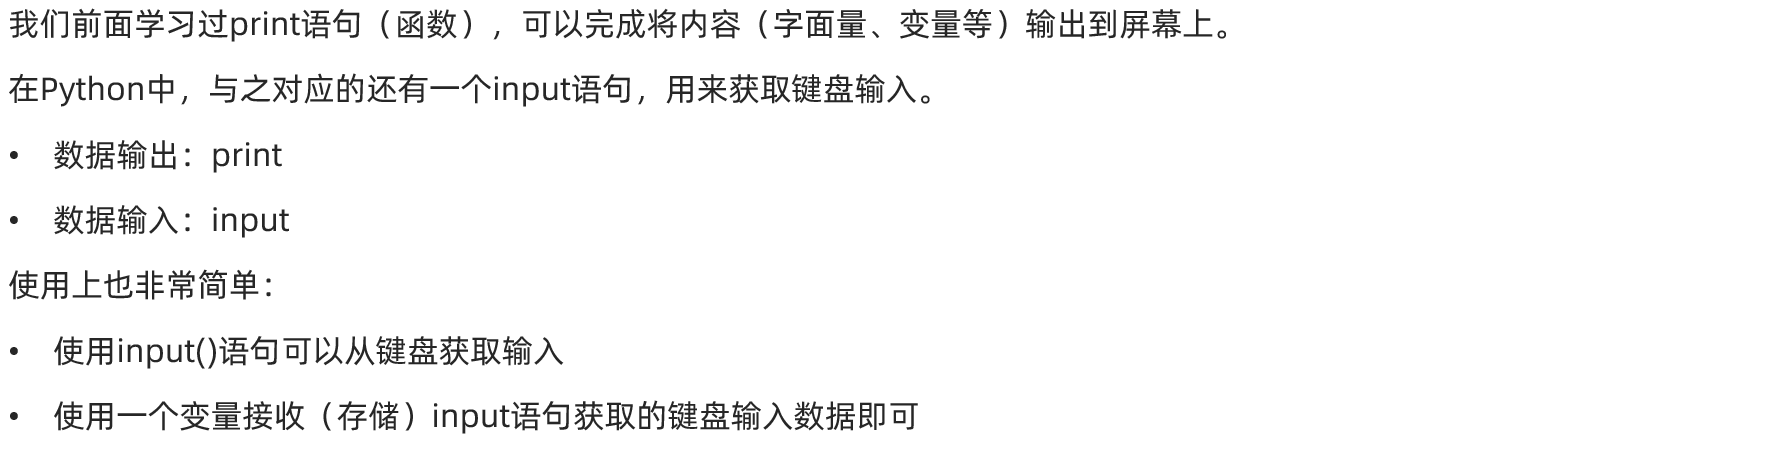 我们前面学习过print语句（函数），可以完成将内容（字面量、变量等）输出到屏幕上。
在Python中，与之对应的还有一个input语句，用来获取键盘输入。
• 数据输出：print
• 数据输入：input
使用上也非常简单：
• 使用input()语句可以从键盘获取输入
• 使用一个变量接收（存储）input语句获取的键盘输入数据即可